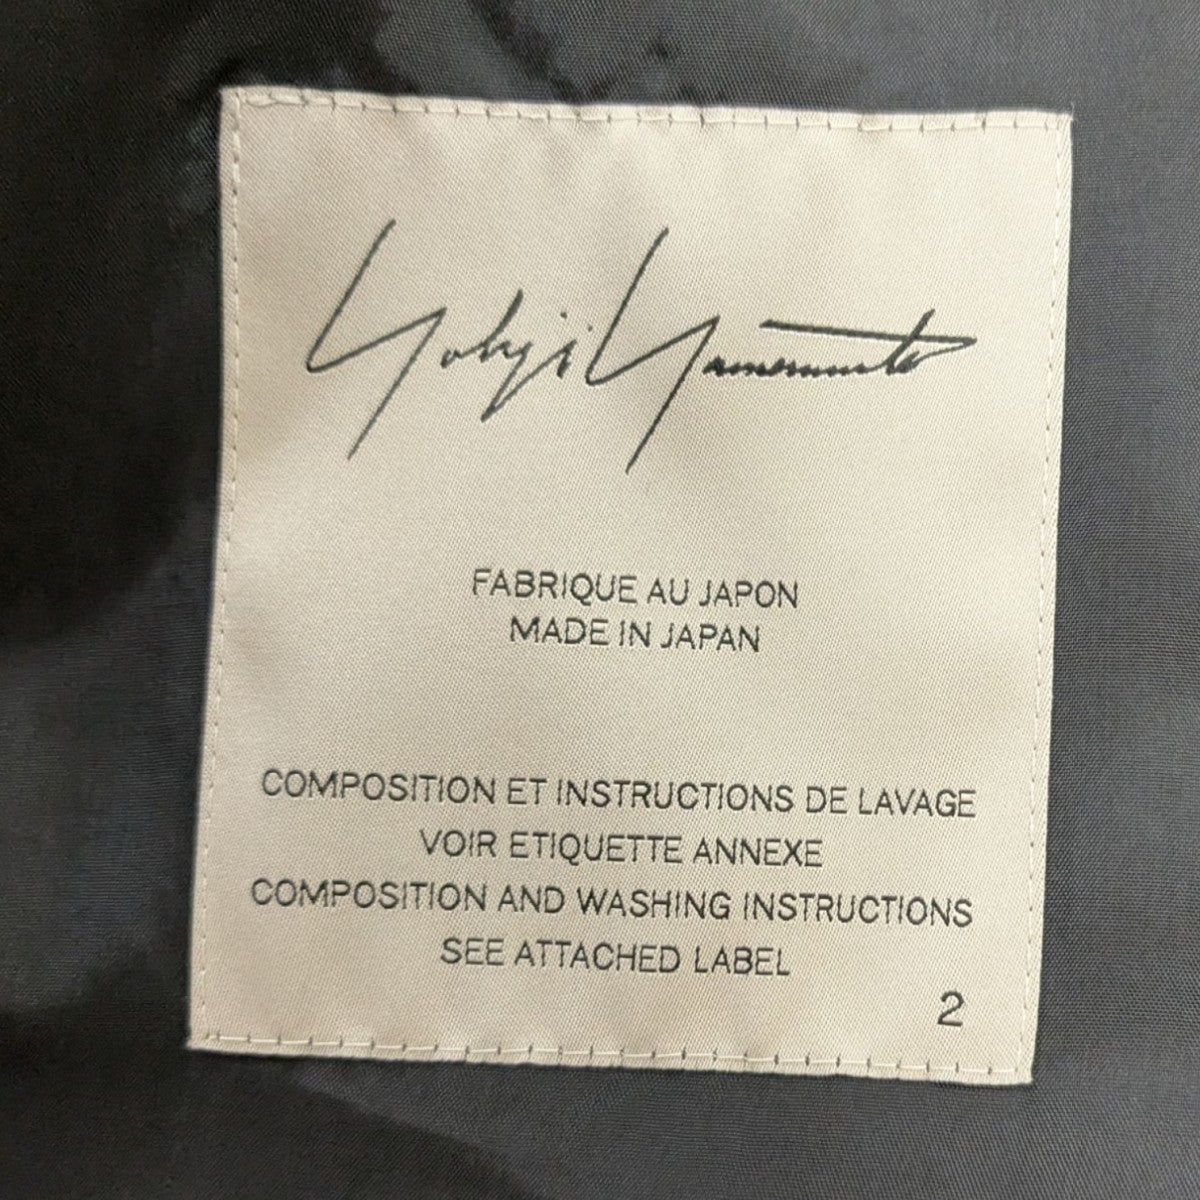 Yohji Yamamoto
FABRIQUE AU JAPON
MADE IN JAPAN
COMPOSITION ET INSTRUCTIONS DE LAVAGE
VOIR ETIQUETTE ANNEXE
COMPOSITION AND WASHING INSTRUCTIONS
SEE ATTACHED LABEL
2